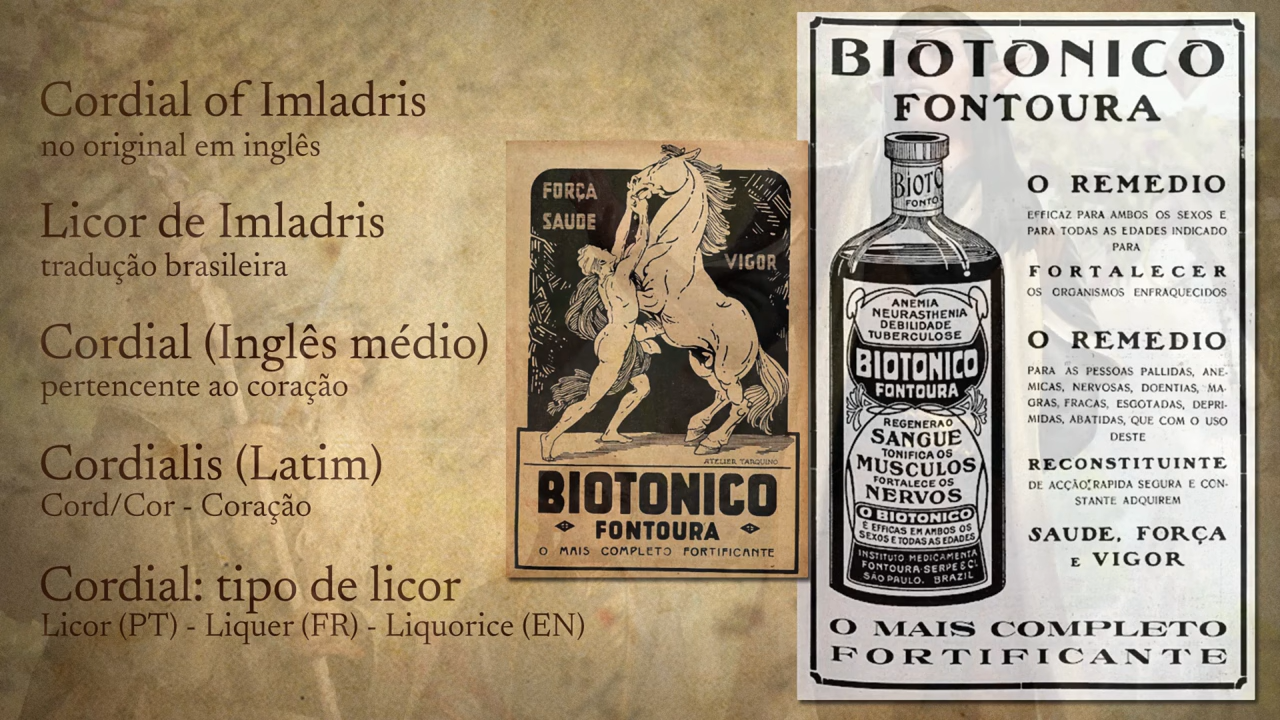 Cordial of Imladris
no original em inglês
Licor de Imladris
tradução brasileira
Cordial (Inglês médio)
pertencente ao coração
Cordialis (Latim)
Cord/Cor - Coração
Cordial: tipo de licor
Licor (PT) - Liquer (FR) - Liquorice (EN)
FORÇA
SAUDE
VIGOR
ATELIER TARQUINO
BIOTONICO
FONTOURA
O MAIS COMPLETO FORTIFICANTE
BIOTONICO
FONTOURA
BIOTO
FONTO
ANEMIA
NEURASTHENIA
DEBILIDADE
TUBERCULOSE
BIOTONICO
FONTOURA
REGENERA O
SANGUE
TONIFICA OS
MUSCULOS
FORTALECE OS
NERVOS
O BIOTONICO
É EFFICAS EM AMBOS OS
SEXOS E TODAS AS EDADES
INSTITUTO MEDICAMENTA
FONTOURA SERPE & CI.
SÃO PAULO. BRAZIL
O REMEDIO
EFFICAZ PARA AMBOS OS SEXOS E
PARA TODAS AS EDADES INDICADO
PARA
FORTALECER
OS ORGANISMOS ENFRAQUECIDOS
O REMEDIO
PARA AS PESSOAS PALLIDAS, ANE-
MICAS, NERVOSAS, DOENTIAS, MA-
GRAS, FRACAS, ESGOTADAS, DEPRI-
MIDAS, ABATIDAS, QUE COM O USO
DESTE
RECONSTITUINTE
DE ACÇÃO RAPIDA SEGURA E CON-
STANTE ADQUIREM
SAUDE, FORÇA
E VIGOR
O MAIS COMPLETO
FORTIFICANTE